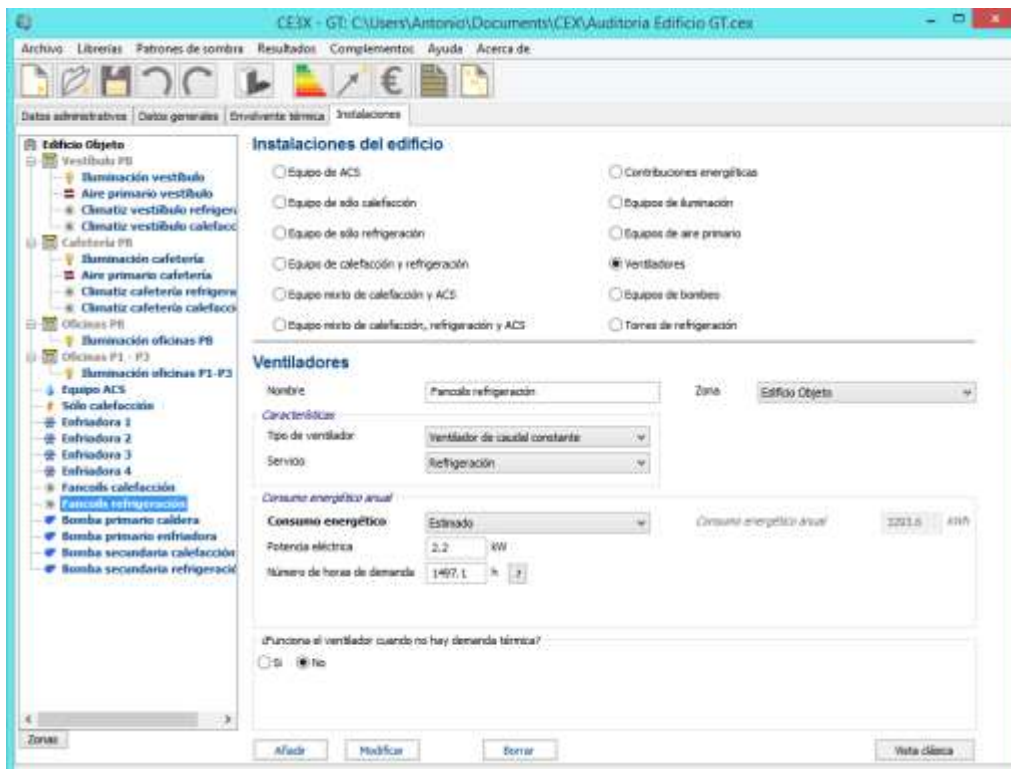 CE3X - GT: C:\Users\Antonio\Documents\CEX\Auditoria Edificio GT.cex
Archivo Librerías Patrones de sombra Resultados Complementos Ayuda Acerca de
Datos administrativos Datos generales Envolvente térmica Instalaciones
Edificio Objeto
Vestíbulo PB
Iluminación vestíbulo
Aire primario vestíbulo
Climatiz vestíbulo refriger
Climatiz vestíbulo calefacc
Cafetería PB
Iluminación cafetería
Aire primario cafetería
Climatiz cafetería refrigera
Climatiz cafetería calefacci
Oficinas PB
Iluminación oficinas PB
Oficinas P1 - P3
Iluminación oficinas P1-P3
Equipo ACS
Sólo calefacción
Enfriadora 1
Enfriadora 2
Enfriadora 3
Enfriadora 4
Fancoils calefacción
Fancoils refrigeración
Bomba primario caldera
Bomba primario enfriadora
Bomba secundaria calefacción
Bomba secundaria refrigeració
Zonas
Instalaciones del edificio
Equipo de ACS
Contribuciones energéticas
Equipo de sólo calefacción
Equipos de iluminación
Equipo de sólo refrigeración
Equipos de aire primario
Equipo de calefacción y refrigeración
Ventiladores
Equipo mixto de calefacción y ACS
Equipos de bombeo
Equipo mixto de calefacción, refrigeración y ACS
Torres de refrigeración
Ventiladores
Nombre Fancoils refrigeración Zona Edificio Objeto
Características
Tipo de ventilador Ventilador de caudal constante
Servicio Refrigeración
Consumo energético anual
Consumo energético Estimado Consumo energético anual 3293.6 kWh
Potencia eléctrica 2.2 kW
Número de horas de demanda 1497.1 h ?
¿Funciona el ventilador cuando no hay demanda térmica?
Sí No
Añadir Modificar Borrar Vista clásica